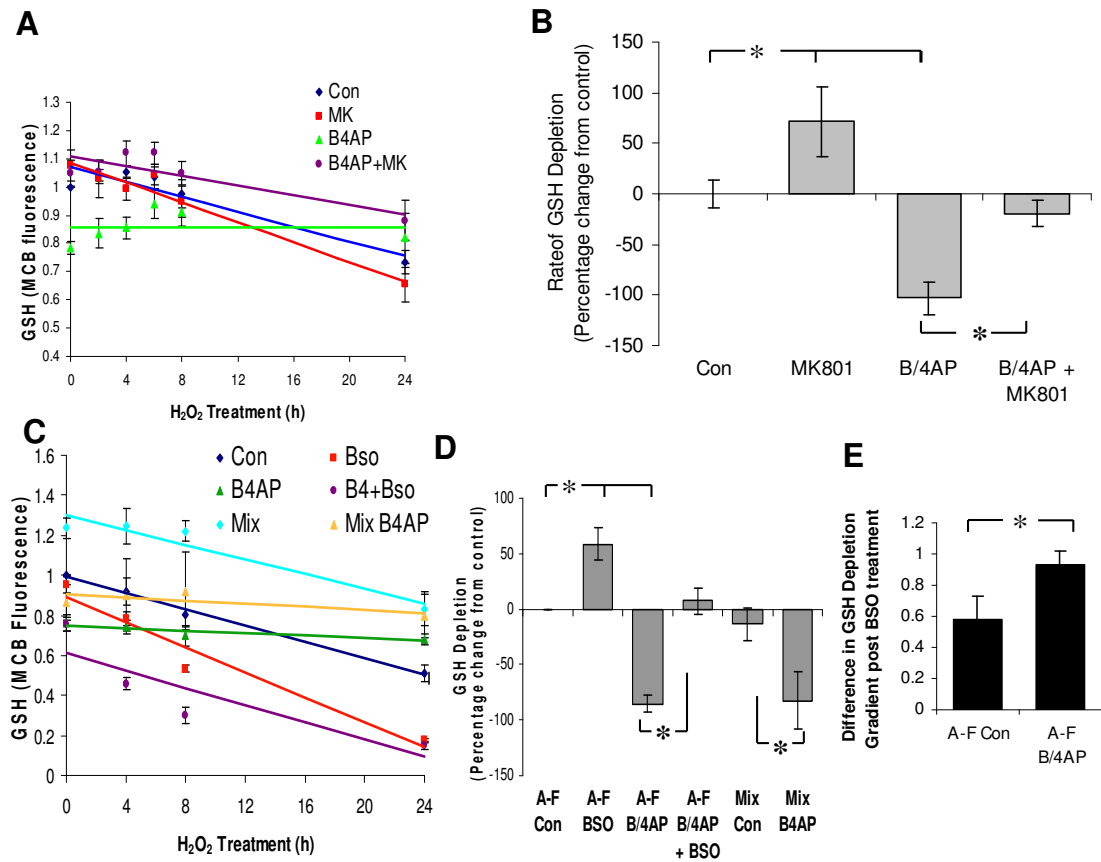 A
Con
MK
B4AP
B4AP+MK
GSH (MCB fluorescence)
1.3
1.2
1.1
1
0.9
0.8
0.7
0.6
0.5
0.4
0 4 8 12 16 20 24
H2O2 Treatment (h)
B
Rateof GSH Depletion
(Percentage change from control)
150
100
50
0
-50
-100
-150
*
*
Con MK801 B/4AP B/4AP +
MK801
C
Con Bso
B4AP B4+Bso
Mix Mix B4AP
GSH (MCB Fluorescence)
1.6
1.4
1.2
1
0.8
0.6
0.4
0.2
0
0 4 8 12 16 20 24
H2O2 Treatment (h)
D
GSH Depletion
(Percentage change from control)
100
50
0
-50
-100
-150
*
*
*
A-F A-F A-F A-F Mix Mix
Con BSO B/4AP B/4AP Con B4AP
+ BSO
E
Difference in GSH Depletion
Gradient post BSO treatment
1.2
1
0.8
0.6
0.4
0.2
0
*
A-F Con A-F
B/4AP